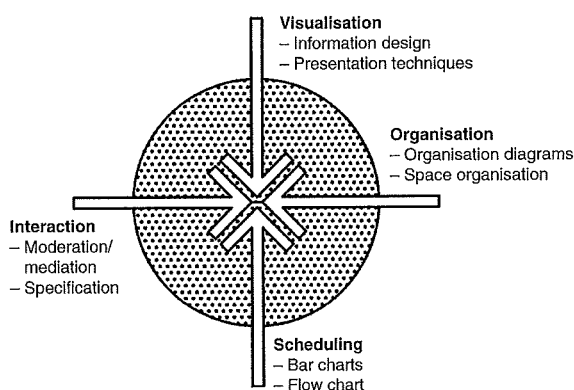 Visualisation
– Information design
– Presentation techniques
Organisation
– Organisation diagrams
– Space organisation
Interaction
– Moderation/
mediation
– Specification
Scheduling
– Bar charts
– Flow chart